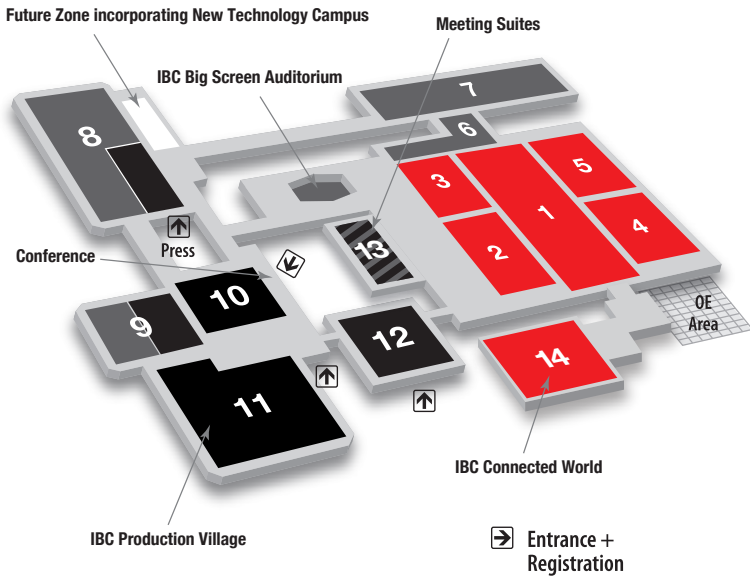 Future Zone incorporating New Technology Campus
Meeting Suites
IBC Big Screen Auditorium
7
8
6
5
3
1
4
2
Press
13
Conference
10
OE
Area
9
12
14
11
IBC Connected World
IBC Production Village
Entrance +
Registration